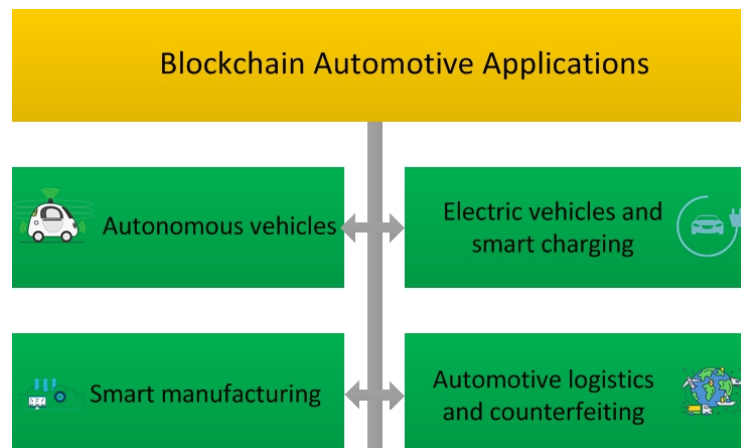 Blockchain Automotive Applications
Autonomous vehicles
Electric vehicles and
smart charging
Smart manufacturing
Automotive logistics
and counterfeiting